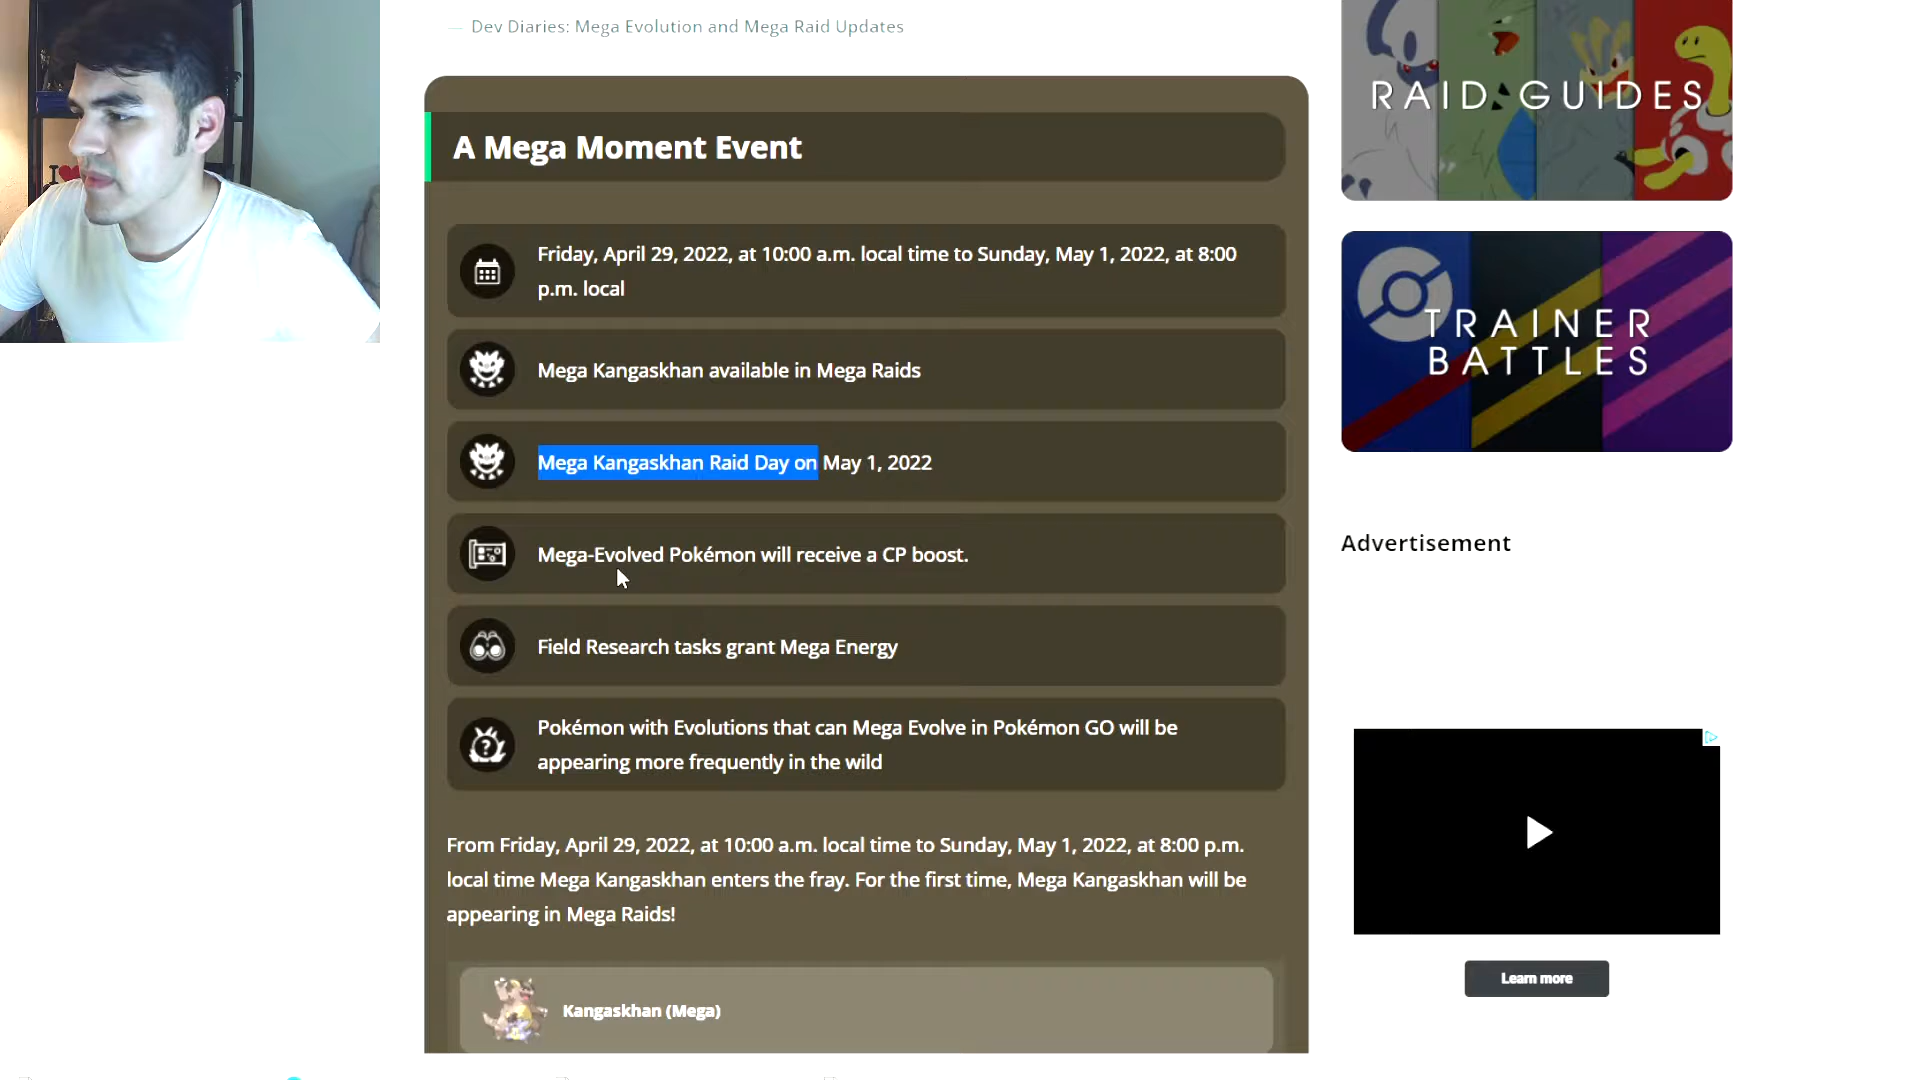 — Dev Diaries: Mega Evolution and Mega Raid Updates
A Mega Moment Event
Friday, April 29, 2022, at 10:00 a.m. local time to Sunday, May 1, 2022, at 8:00
p.m. local
Mega Kangaskhan available in Mega Raids
Mega Kangaskhan Raid Day on May 1, 2022
Mega-Evolved Pokémon will receive a CP boost.
Field Research tasks grant Mega Energy
Pokémon with Evolutions that can Mega Evolve in Pokémon GO will be
appearing more frequently in the wild
From Friday, April 29, 2022, at 10:00 a.m. local time to Sunday, May 1, 2022, at 8:00 p.m.
local time Mega Kangaskhan enters the fray. For the first time, Mega Kangaskhan will be
appearing in Mega Raids!
Kangaskhan (Mega)
RAID GUIDES
TRAINER
BATTLES
Advertisement
Learn more